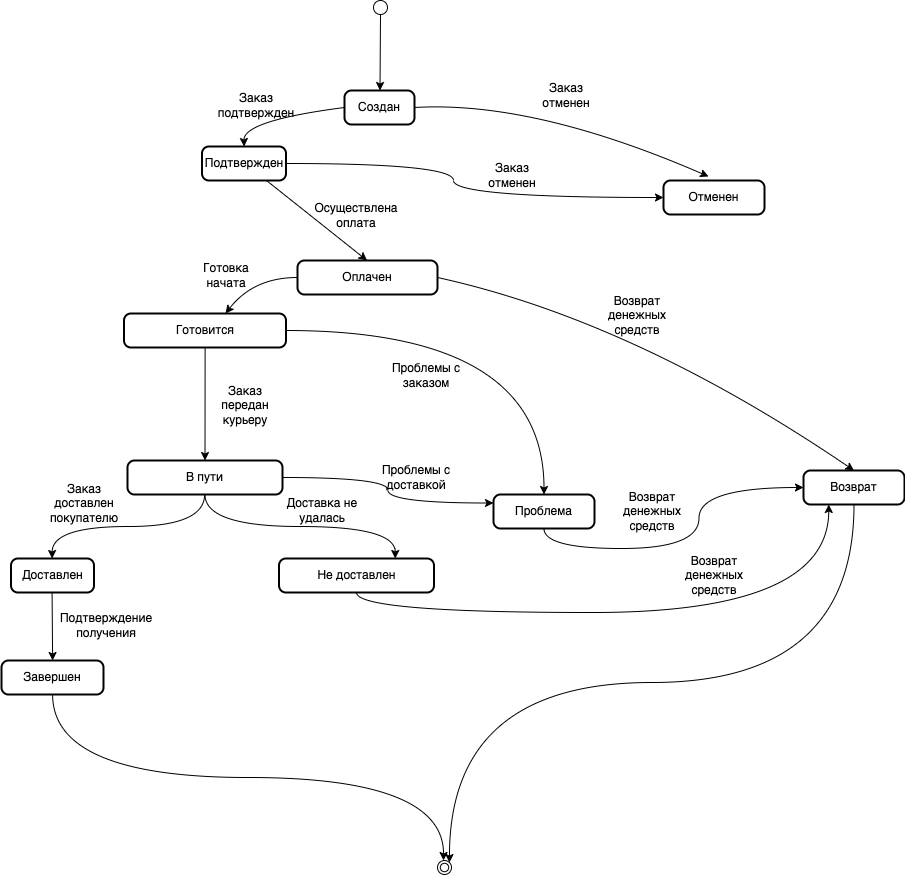 Заказ
подтвержден
Создан
Заказ
отменен
Подтвержден
Заказ
отменен
Отменен
Осуществлена
оплата
Готовка
начата
Оплачен
Возврат
денежных
средств
Готовится
Проблемы с
заказом
Заказ
передан
курьеру
В пути
Проблемы с
доставкой
Возврат
Заказ
доставлен
покупателю
Доставка не
удалась
Проблема
Возврат
денежных
средств
Доставлен
Не доставлен
Возврат
денежных
средств
Подтверждение
получения
Завершен